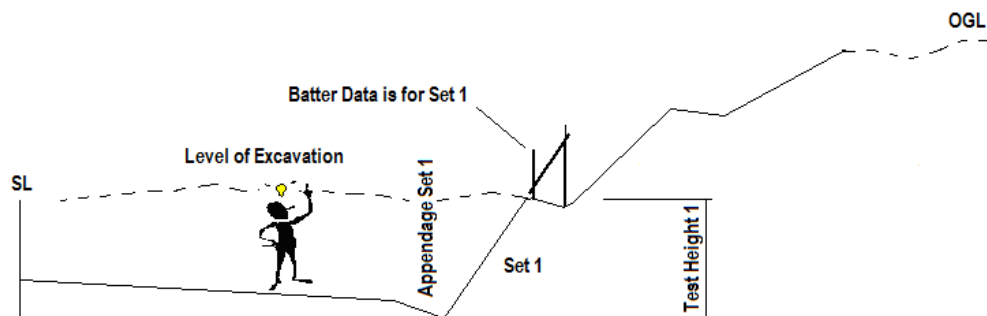 OGL
Batter Data is for Set 1
Level of Excavation
SL
Appendage Set 1
Set 1
Test Height 1